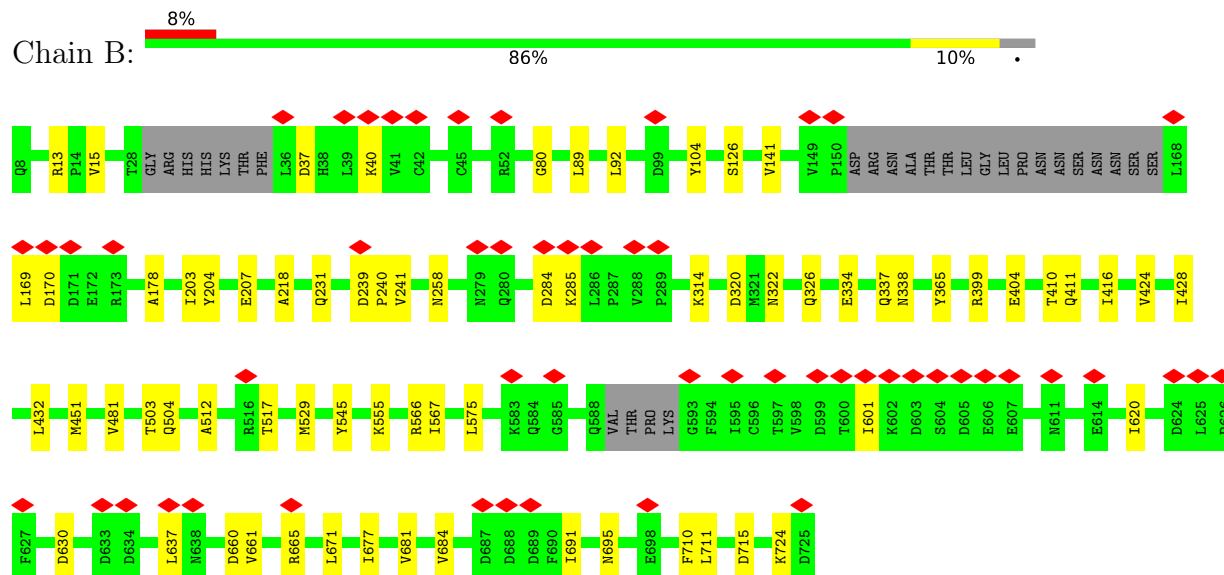 8%
Chain B:
86% 10% •
Q8 R13 P14 V15 T28 GLY ARG HIS HIS LYS THR PHE L36 D37 H38 L39 K40 V41 C42 C45 R52 G80 L89 L92 D99 Y104 S126 V141 V149 P150 ASP ARG ASN ALA THR THR LEU GLY LEU PRO ASN ASN SER ASN ASN SER SER L168
L169 D170 D171 E172 R173 A178 I203 Y204 E207 A218 Q231 D239 P240 V241 N258 N279 Q280 D284 K285 L286 P287 V288 P289 K314 D320 M321 N322 Q326 E334 Q337 N338 Y365 R399 E404 T410 Q411 I416 V424 I428
L432 M451 V481 T503 Q504 A512 R516 T517 M529 Y545 K555 R566 I567 L575 K583 Q584 G585 Q588 VAL THR PRO LYS G593 F594 I595 C596 T597 V598 D599 T600 I601 K602 D603 S604 D605 E606 E607 N611 E614 I620 D624 L625
F627 D630 D633 D634 L637 N638 D660 V661 R665 L671 I677 V681 V684 D687 D688 D689 F690 I691 N695 E698 F710 L711 D715 K724 D725